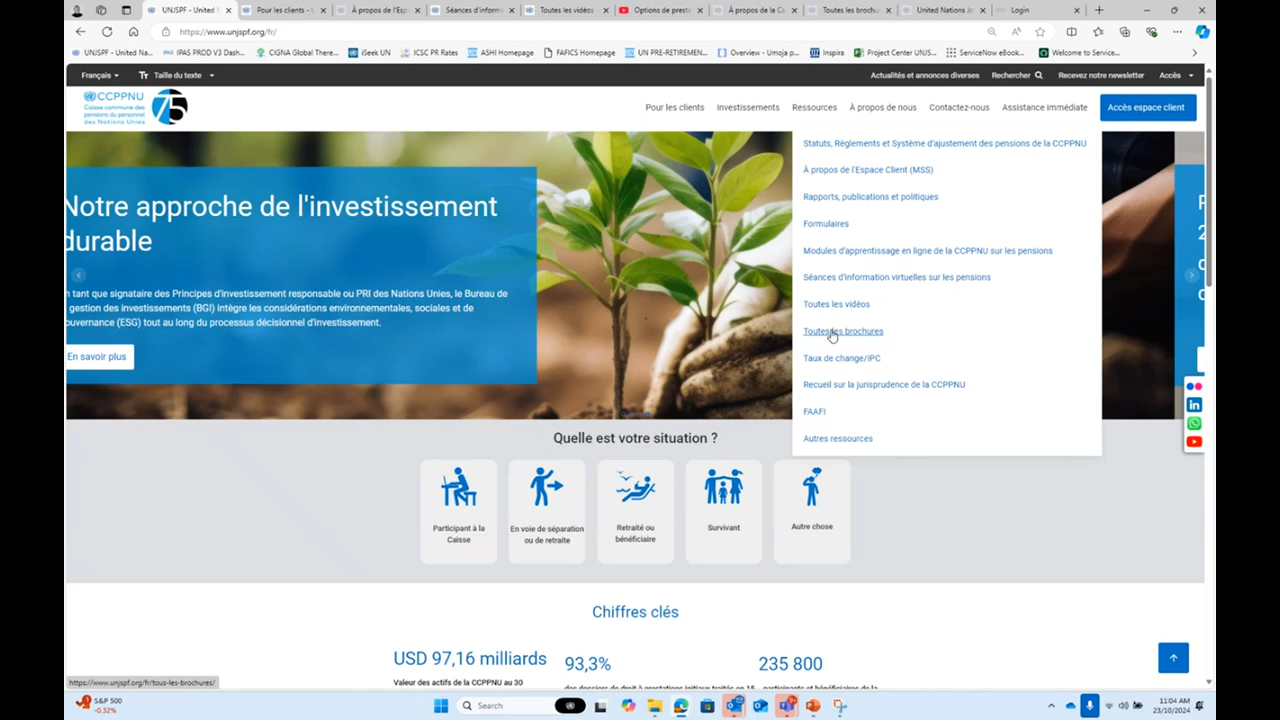 UNJSPF - United N
Pour les clients - C
À propos de l'Esp
Séances d'inform
Toutes les vidéos
Options de prest
À propos de la C
Toutes les brochu
United Nations Jo
Login
https://www.unjspf.org/fr/
UNJSPF - United Na...
IPAS PROD V3 Dash...
CIGNA Global There...
iSeek UN
ICSC PR Rates
ASHI Homepage
FAFICS Homepage
UN PRE-RETIREMEN...
Overview - Umoja p...
Inspira
Project Center UNJS...
ServiceNow eBook...
Welcome to Service...
Français
Taille du texte
Actualités et annonces diverses
Rechercher
Recevez notre newsletter
Accès
CCPPNU
Caisse commune des
pensions du personnel
des Nations Unies
75
Pour les clients
Investissements
Ressources
À propos de nous
Contactez-nous
Assistance immédiate
Accès espace client
Notre approche de l'investissement
durable
n tant que signataire des Principes d'investissement responsable ou PRI des Nations Unies, le Bureau de
gestion des investissements (BGI) intègre les considérations environnementales, sociales et de
ouvernance (ESG) tout au long du processus décisionnel d'investissement.
En savoir plus
Statuts, Règlements et Système d'ajustement des pensions de la CCPPNU
À propos de l'Espace Client (MSS)
Rapports, publications et politiques
Formulaires
Modules d'apprentissage en ligne de la CCPPNU sur les pensions
Séances d'information virtuelles sur les pensions
Toutes les vidéos
Toutes les brochures
Taux de change/IPC
Recueil sur la jurisprudence de la CCPPNU
FAAFI
Autres ressources
Quelle est votre situation ?
Participant à la
Caisse
En voie de séparation
ou de retraite
Retraité ou
bénéficiaire
Survivant
Autre chose
Chiffres clés
USD 97,16 milliards
Valeur des actifs de la CCPPNU au 30
93,3%
des dossiers de droit à prestations initiaux traités en 15
235 800
participants et bénéficiaires de la
https://www.unjspf.org/fr/tous-les-brochures/
S&P 500
-0.32%
Search
11:04 AM
23/10/2024